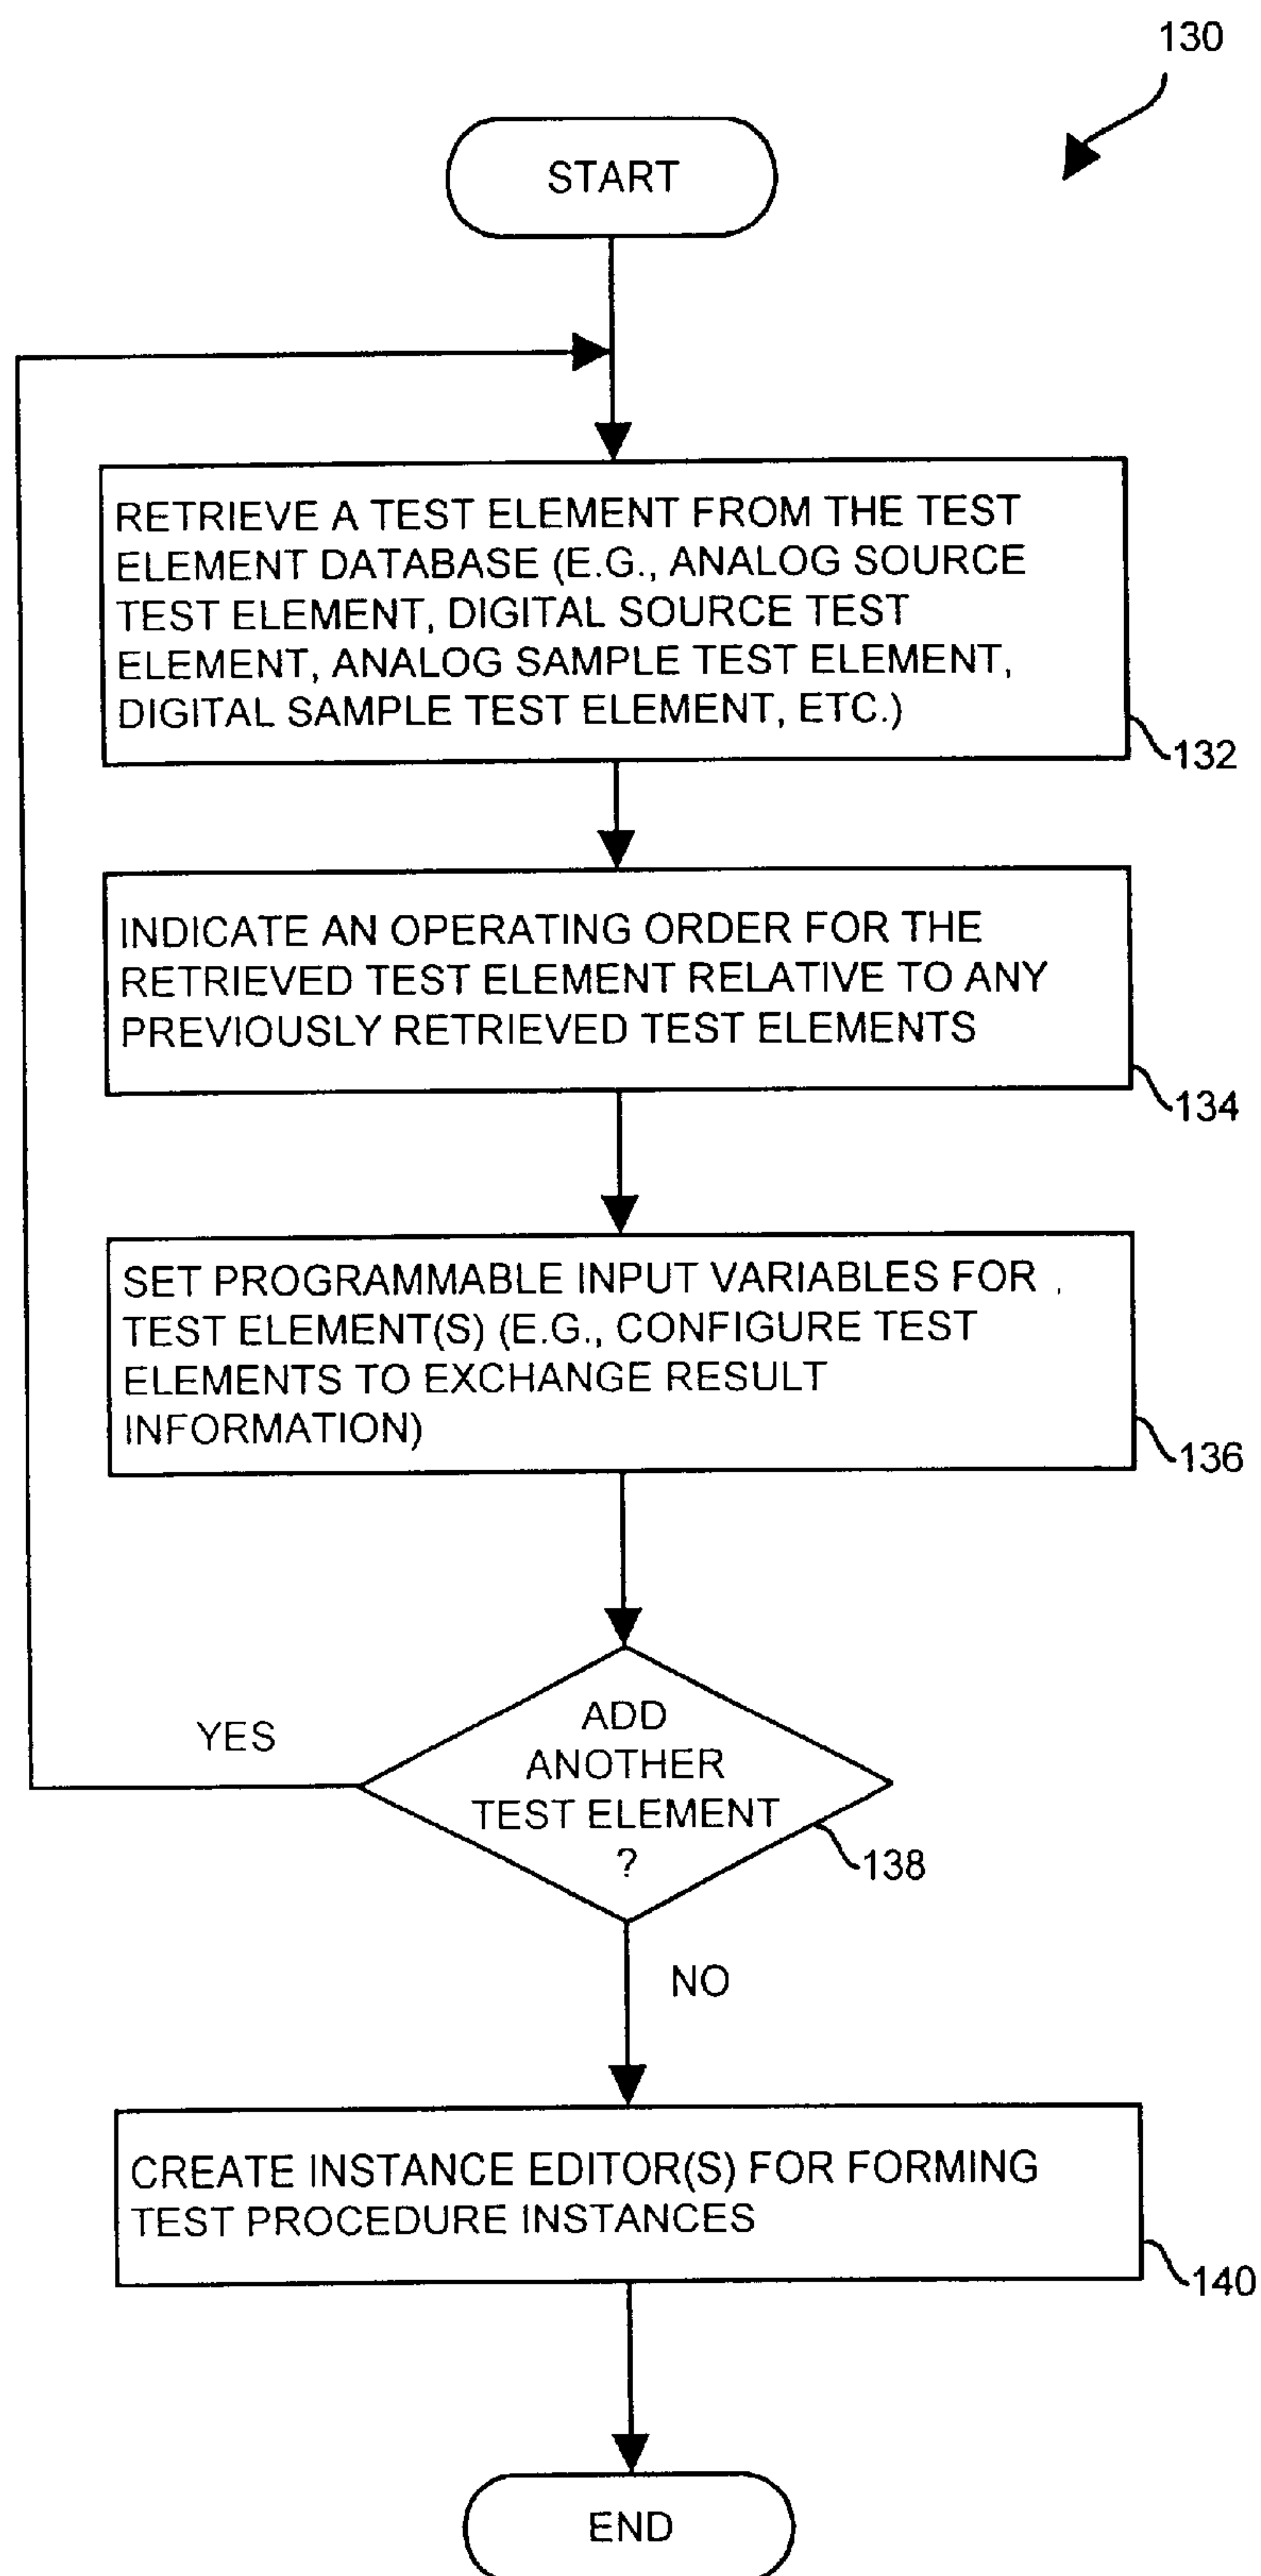 130
START
RETRIEVE A TEST ELEMENT FROM THE TEST
ELEMENT DATABASE (E.G., ANALOG SOURCE
TEST ELEMENT, DIGITAL SOURCE TEST
ELEMENT, ANALOG SAMPLE TEST ELEMENT,
DIGITAL SAMPLE TEST ELEMENT, ETC.)
132
INDICATE AN OPERATING ORDER FOR THE
RETRIEVED TEST ELEMENT RELATIVE TO ANY
PREVIOUSLY RETRIEVED TEST ELEMENTS
134
SET PROGRAMMABLE INPUT VARIABLES FOR
TEST ELEMENT(S) (E.G., CONFIGURE TEST
ELEMENTS TO EXCHANGE RESULT
INFORMATION)
136
YES
ADD
ANOTHER
TEST ELEMENT
?
138
NO
CREATE INSTANCE EDITOR(S) FOR FORMING
TEST PROCEDURE INSTANCES
140
END